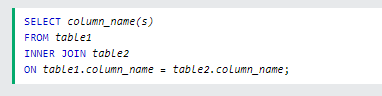 SELECT column_name(s)
FROM table1
INNER JOIN table2
ON table1.column_name = table2.column_name;